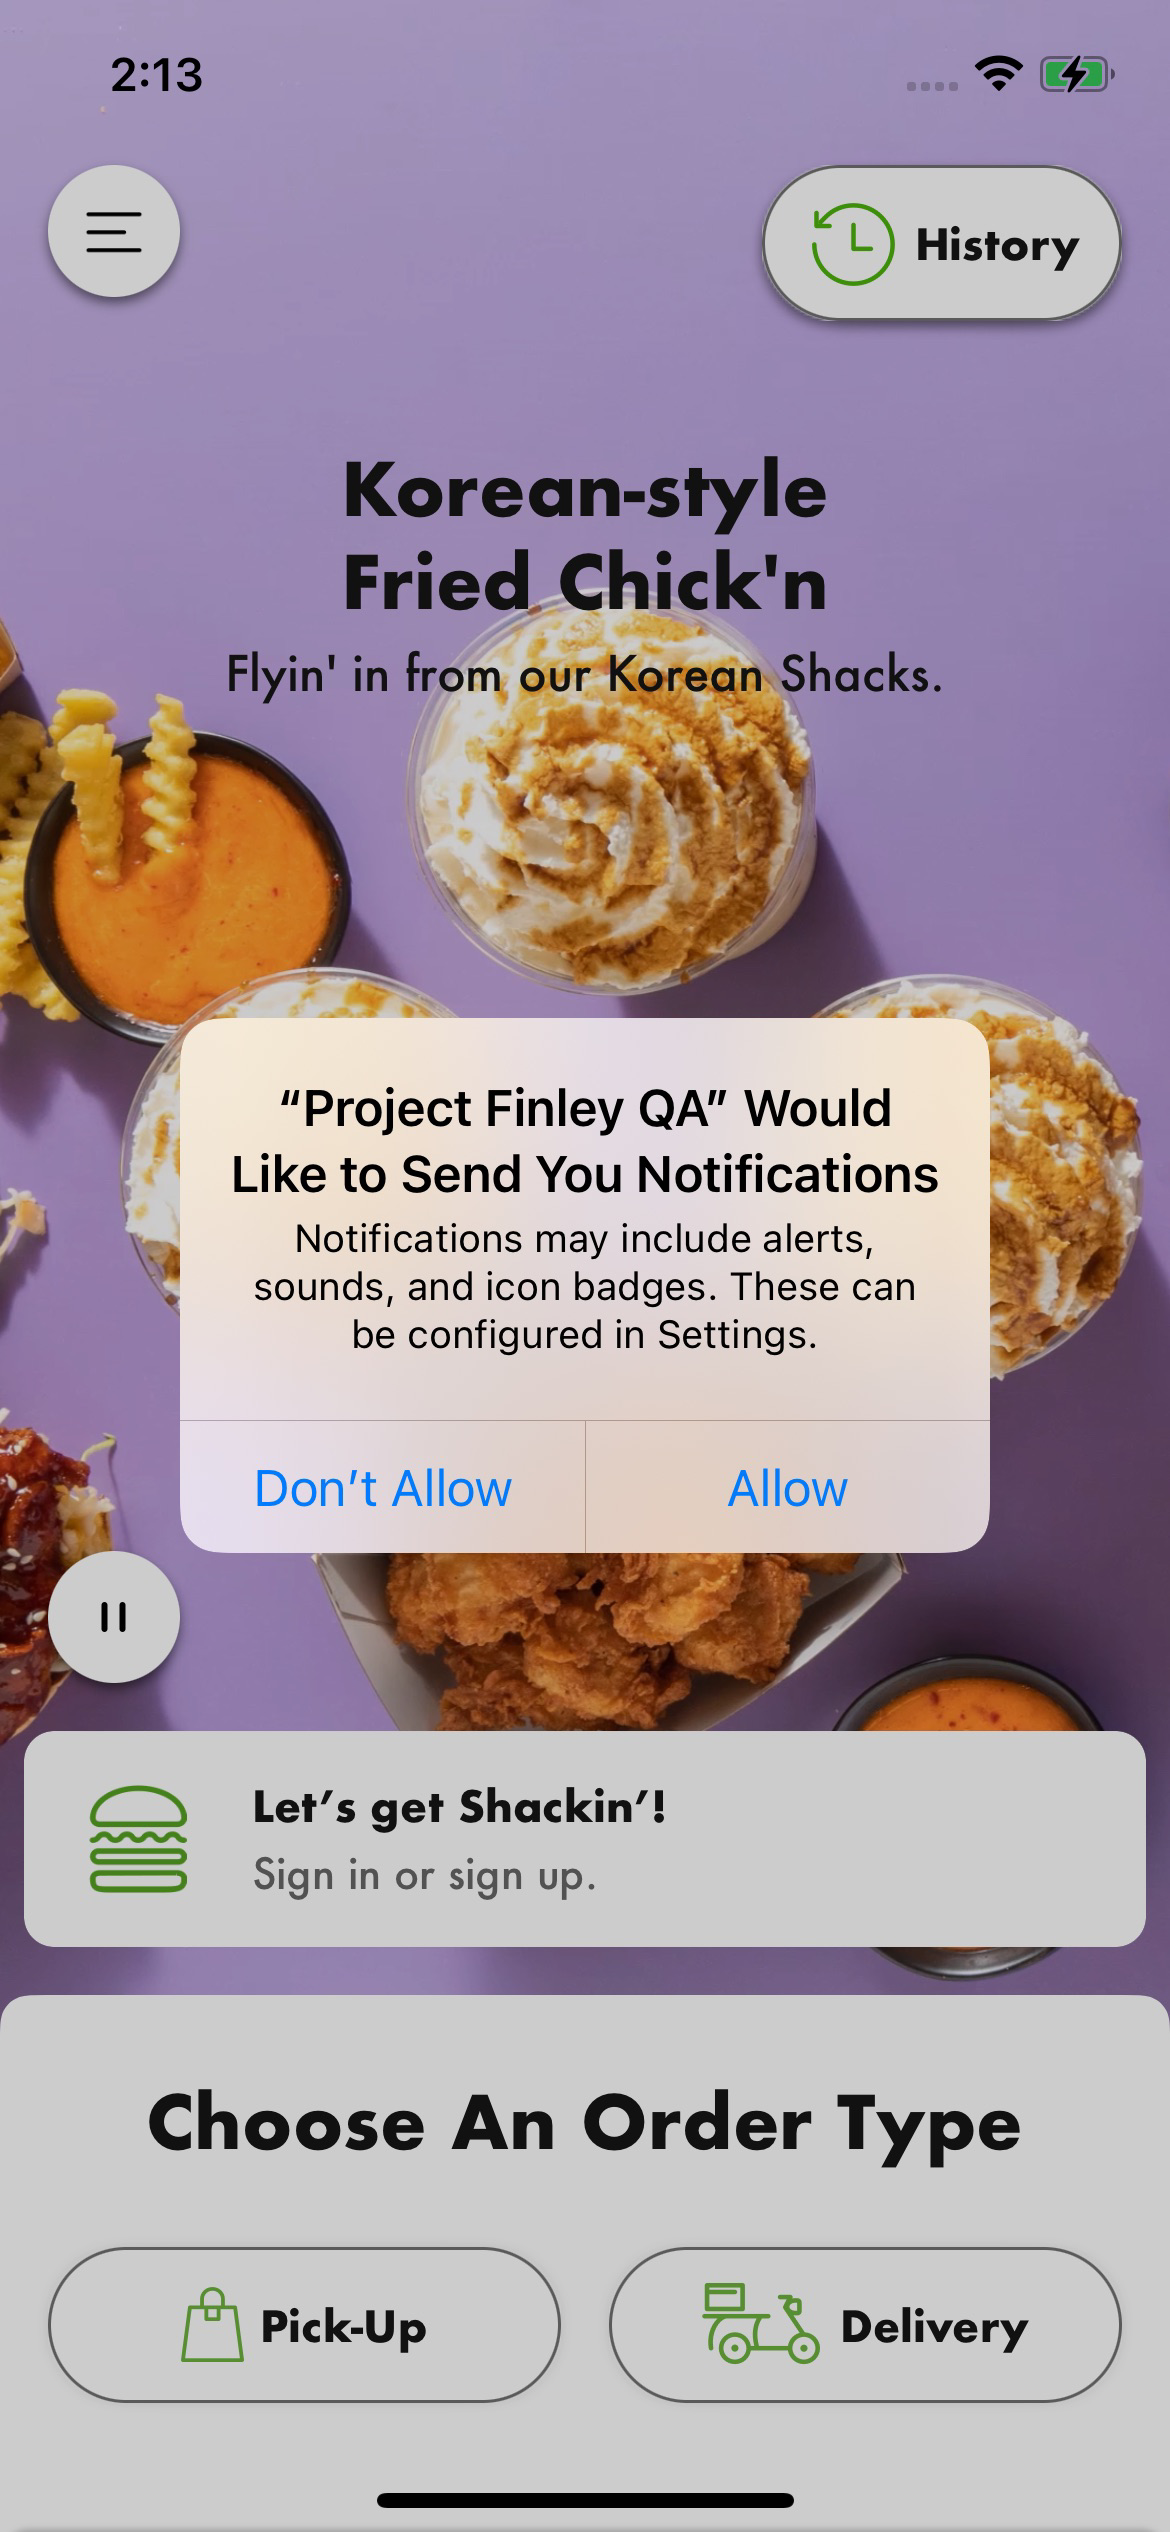 2:13
History
Korean-style
Fried Chick'n
Flyin' in from our Korean Shacks.
“Project Finley QA” Would
Like to Send You Notifications
Notifications may include alerts,
sounds, and icon badges. These can
be configured in Settings.
Don’t Allow
Allow
Let’s get Shackin’!
Sign in or sign up.
Choose An Order Type
Pick-Up
Delivery